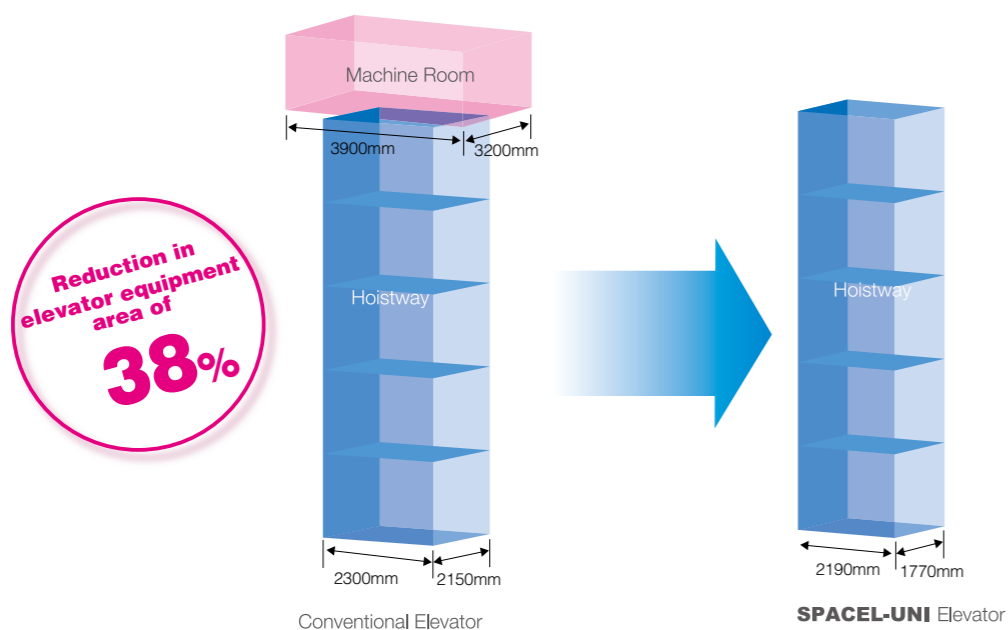 Machine Room
3900mm
3200mm
Reduction in
elevator equipment
area of
38%
Hoistway
2300mm
2150mm
Conventional Elevator
Hoistway
2190mm
1770mm
SPACEL-UNI Elevator